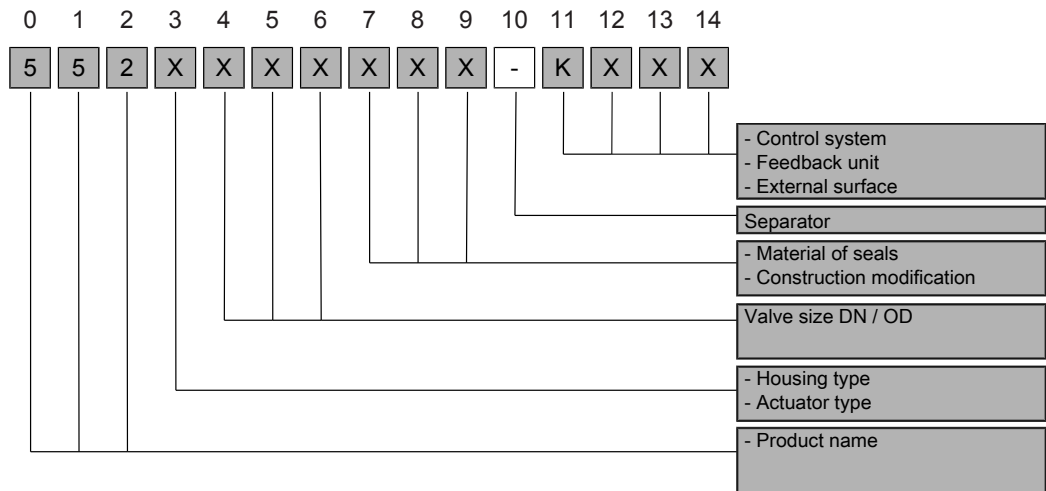 0 1 2 3 4 5 6 7 8 9 10 11 12 13 14
5 5 2 X X X X X X X - K X X X
- Control system
- Feedback unit
- External surface
Separator
- Material of seals
- Construction modification
Valve size DN / OD
- Housing type
- Actuator type
- Product name